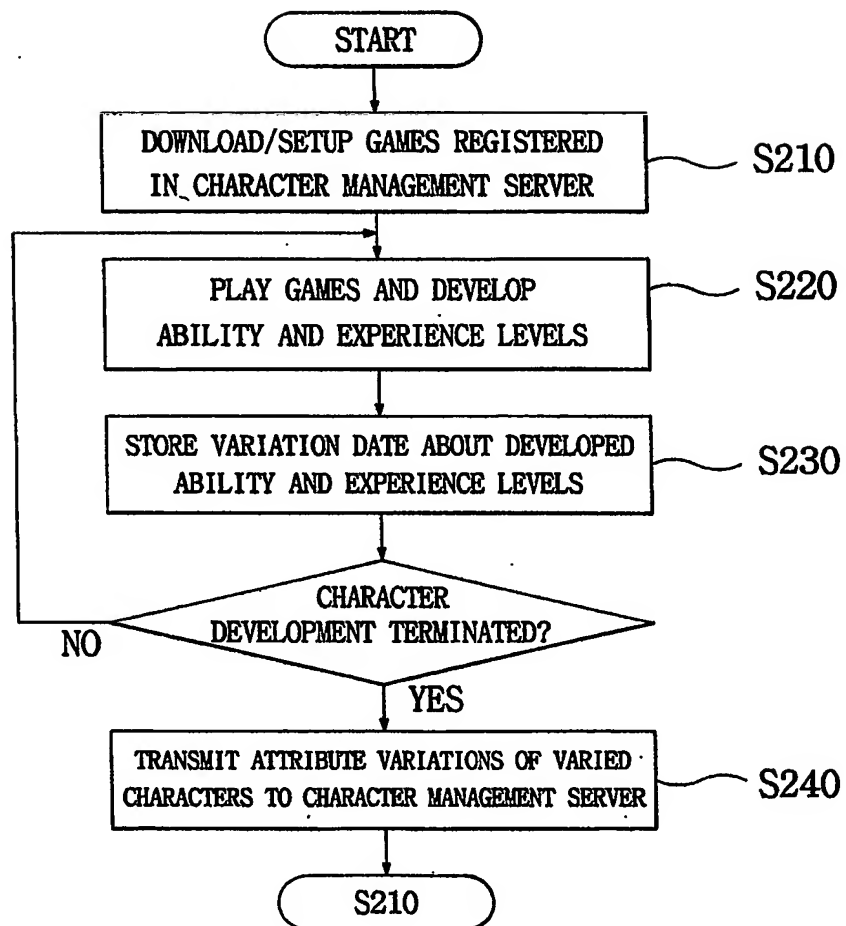 START
DOWNLOAD/SETUP GAMES REGISTERED
IN CHARACTER MANAGEMENT SERVER
S210
PLAY GAMES AND DEVELOP
ABILITY AND EXPERIENCE LEVELS
S220
STORE VARIATION DATE ABOUT DEVELOPED
ABILITY AND EXPERIENCE LEVELS
S230
CHARACTER
DEVELOPMENT TERMINATED?
NO
YES
TRANSMIT ATTRIBUTE VARIATIONS OF VARIED
CHARACTERS TO CHARACTER MANAGEMENT SERVER
S240
S210